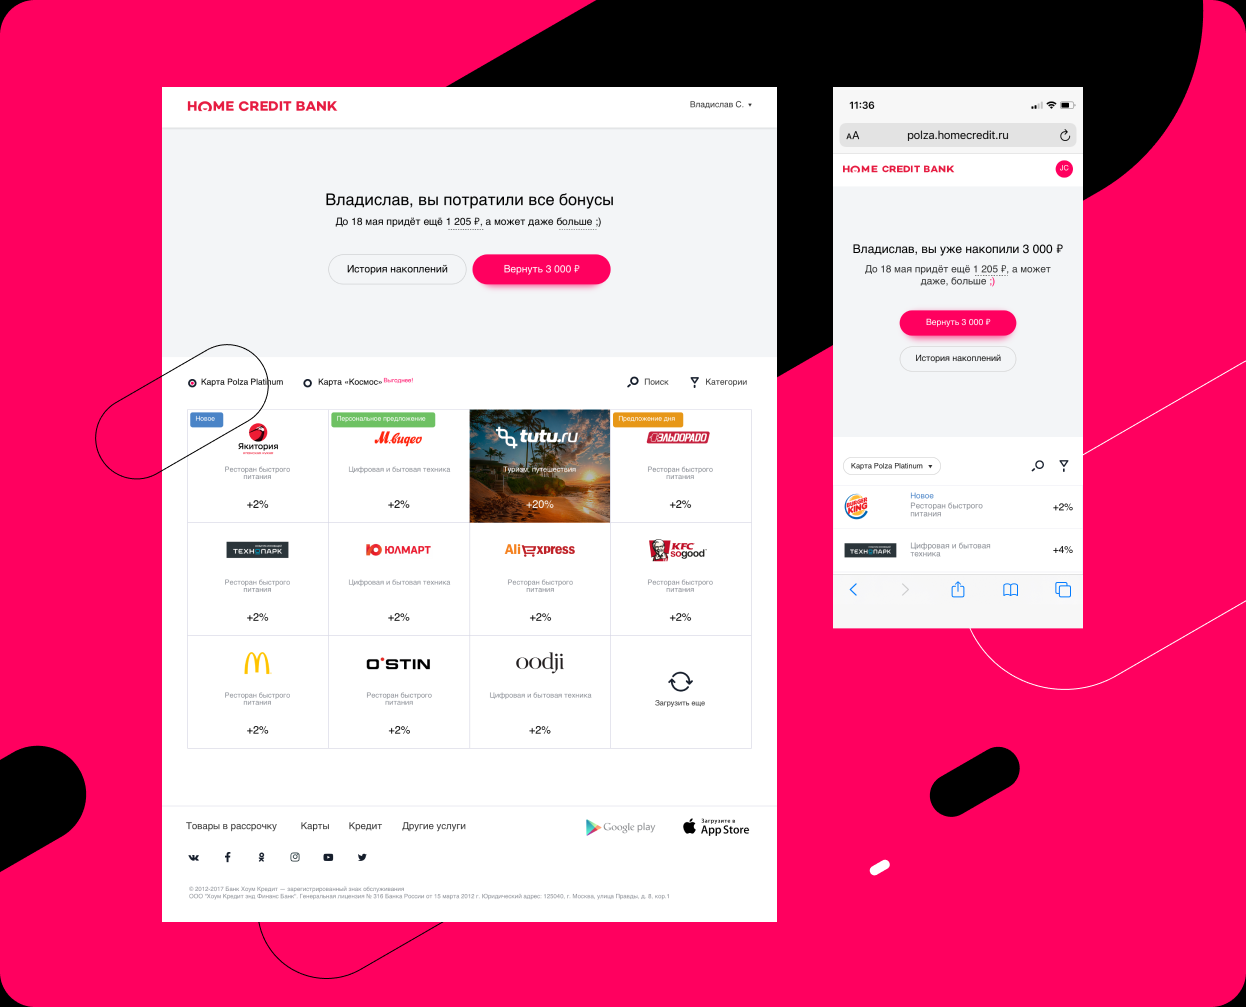 HOME CREDIT BANK
Владислав С.
Владислав, вы потратили все бонусы
До 18 мая придёт ещё 1 205 ₽, а может даже больше ;)
История накоплений
Вернуть 3 000 ₽
Карта Polza Platinum
Карта «Космос» Выгоднее!
Поиск
Категории
Новое
Якитория
Ресторан быстрого
питания
+2%
Персональное предложение
М.видео
Цифровая и бытовая техника
+2%
tutu.ru
Туризм, путешествия
+20%
Предложение дня
ЭЛЬДОРАДО
Ресторан быстрого
питания
+2%
ТЕХНОПАРК
Ресторан быстрого
питания
+2%
Ю ЮЛМАРТ
Цифровая и бытовая техника
+2%
AliExpress
Ресторан быстрого
питания
+2%
KFC
sogood
Ресторан быстрого
питания
+2%
Ресторан быстрого
питания
+2%
O'STIN
Ресторан быстрого
питания
+2%
oodji
Цифровая и бытовая техника
+2%
Загрузить еще
Товары в рассрочку
Карты
Кредит
Другие услуги
Google play
Загрузите в
App Store
© 2012-2017 Банк Хоум Кредит — зарегистрированный знак обслуживания
ООО "Хоум Кредит энд Финанс Банк". Генеральная лицензия № 316 Банка России от 15 марта 2012 г. Юридический адрес: 125040, г. Москва, улица Правды, д. 8, кор.1
11:36
AA
polza.homecredit.ru
HOME CREDIT BANK
JC
Владислав, вы уже накопили 3 000 ₽
До 18 мая придёт ещё 1 205 ₽, а может
даже, больше ;)
Вернуть 3 000 ₽
История накоплений
Карта Polza Platinum
BURGER
KING
Новое
Ресторан быстрого
питания
+2%
ТЕХНОПАРК
Цифровая и бытовая
техника
+4%